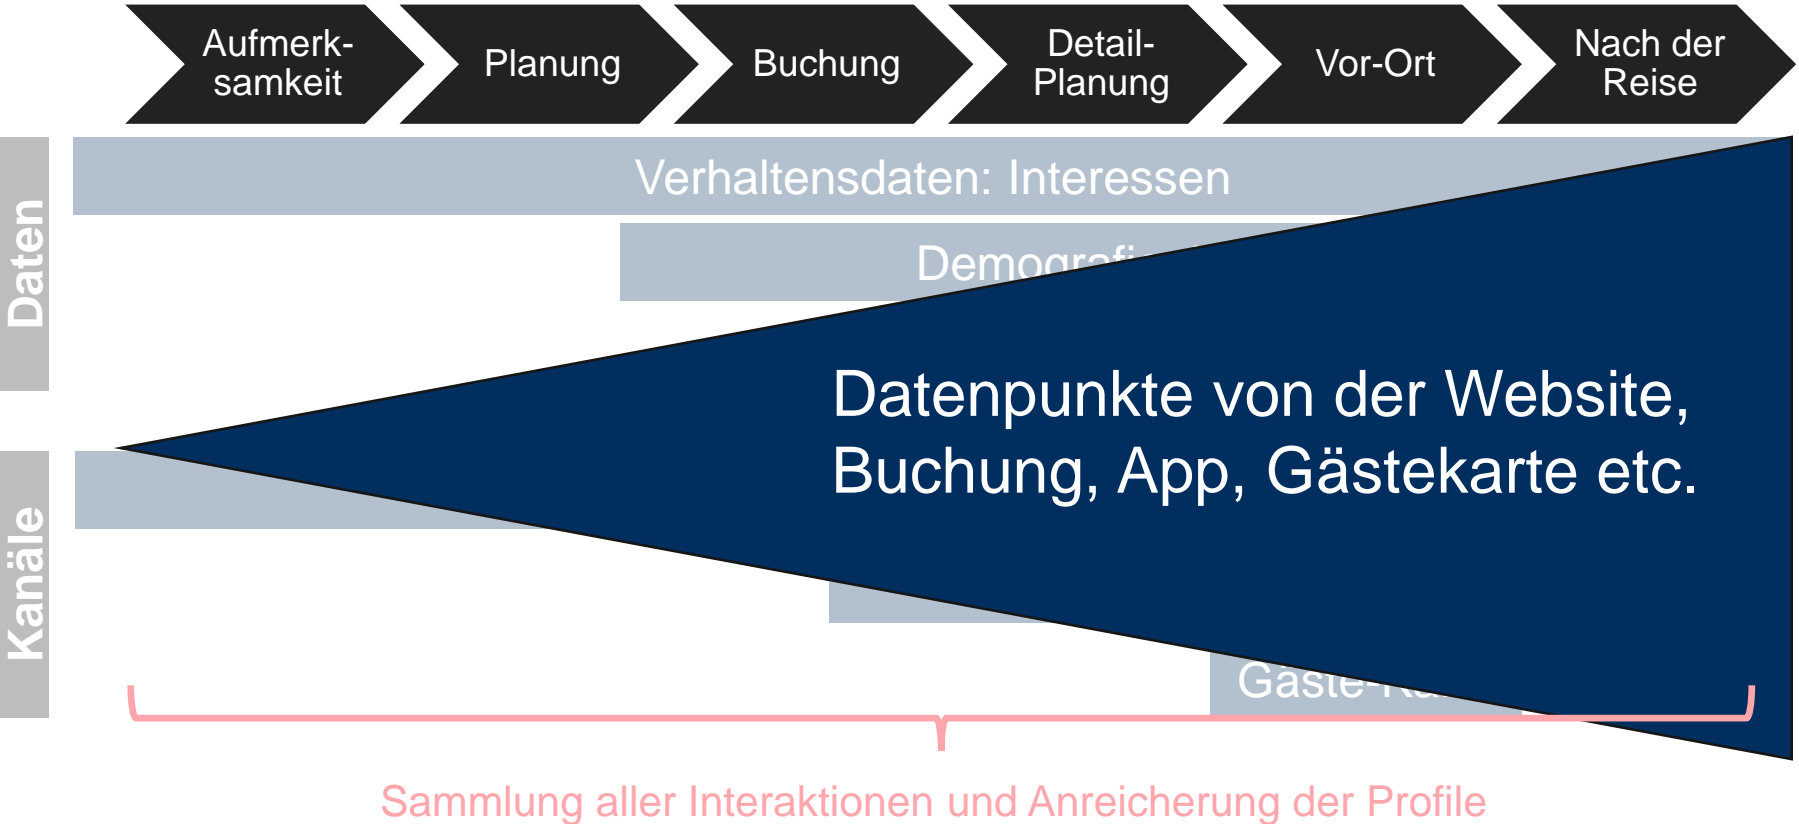 Aufmerk-
samkeit
Planung
Buchung
Detail-
Planung
Vor-Ort
Nach der
Reise
Daten
Verhaltensdaten: Interessen
Datenpunkte von der Website,
Buchung, App, Gästekarte etc.
Kanäle
Sammlung aller Interaktionen und Anreicherung der Profile